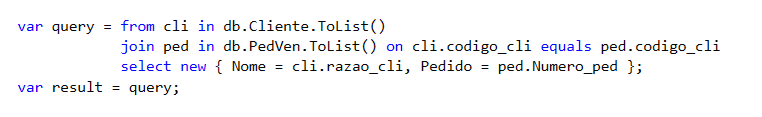 var query = from cli in db.Cliente.ToList()
join ped in db.PedVen.ToList() on cli.codigo_cli equals ped.codigo_cli
select new { Nome = cli.razao_cli, Pedido = ped.Numero_ped };
var result = query;